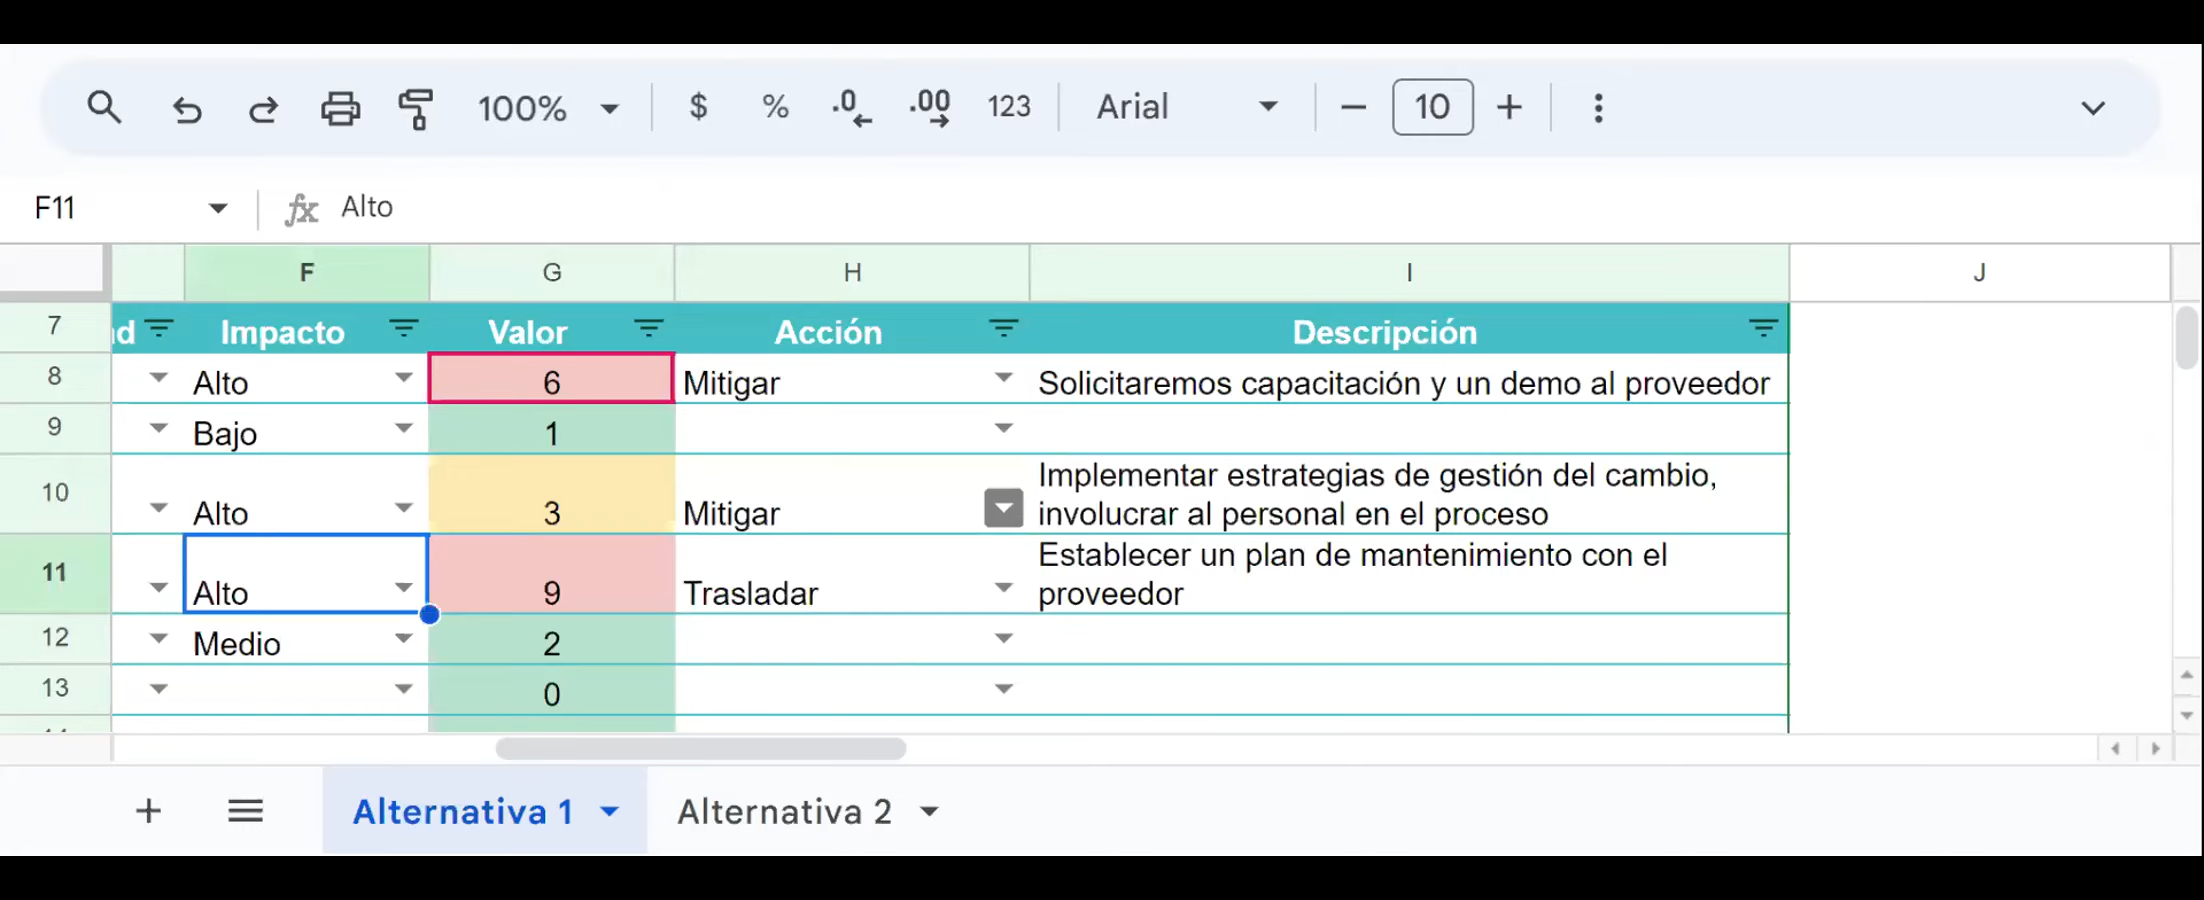 100% $ % .0 .00 123 Arial 10
F11 fx Alto
F G H I J
7 d Impacto Valor Acción Descripción
8 Alto 6 Mitigar Solicitaremos capacitación y un demo al proveedor
9 Bajo 1
10 Alto 3 Mitigar Implementar estrategias de gestión del cambio,
involucrar al personal en el proceso
11 Alto 9 Trasladar Establecer un plan de mantenimiento con el
proveedor
12 Medio 2
13 0
Alternativa 1 Alternativa 2